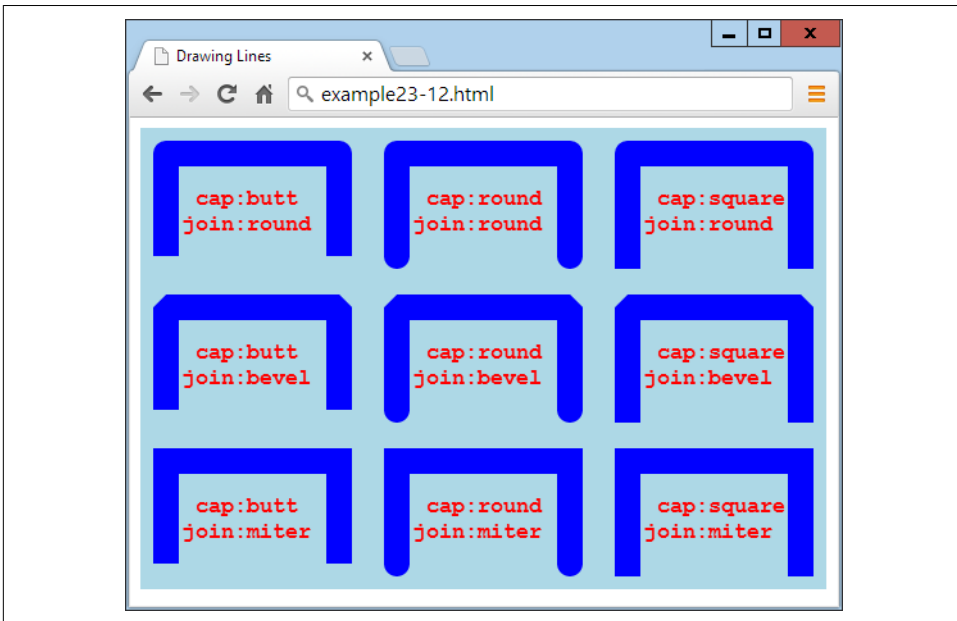 Drawing Lines
example23-12.html
cap:butt
join:round
cap:round
join:round
cap:square
join:round
cap:butt
join:bevel
cap:round
join:bevel
cap:square
join:bevel
cap:butt
join:miter
cap:round
join:miter
cap:square
join:miter